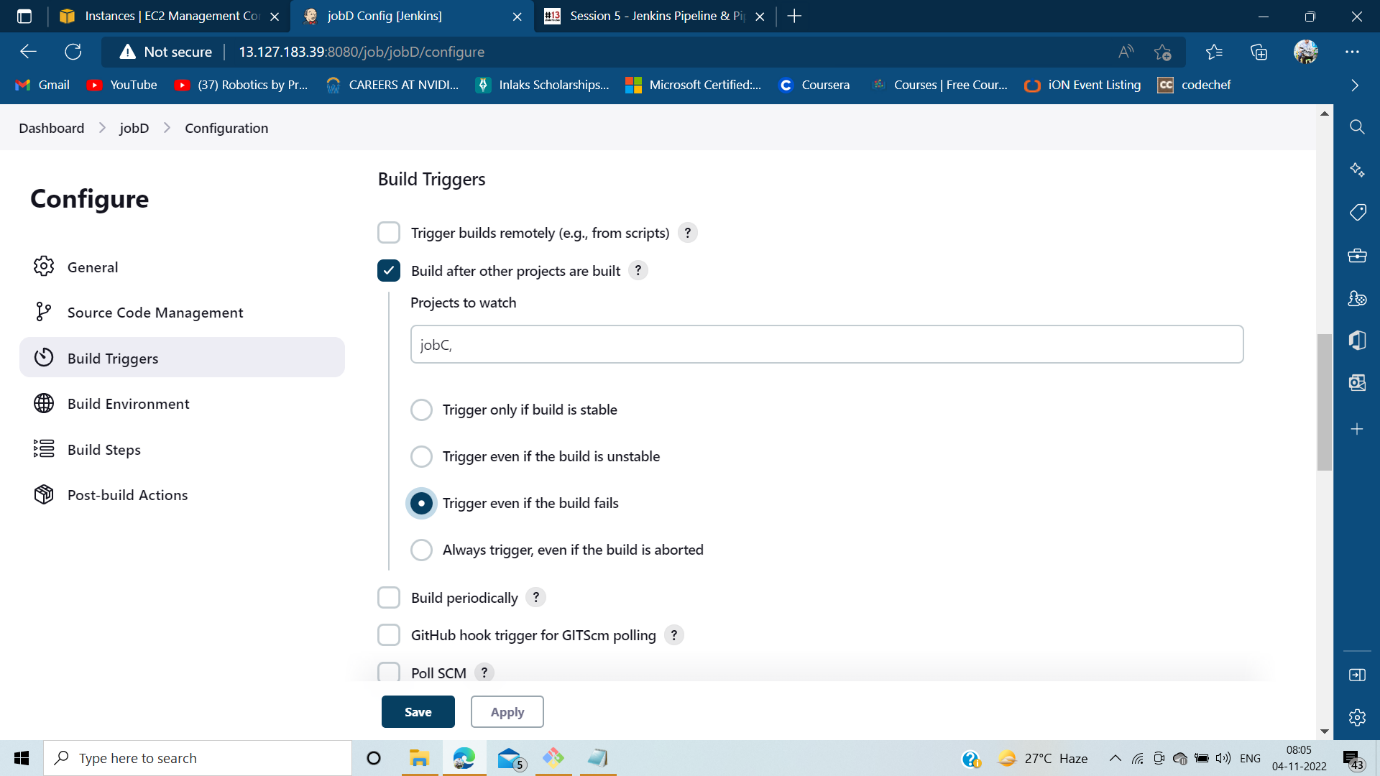 Instances | EC2 Management Co
jobD Config [Jenkins]
#13 Session 5 - Jenkins Pipeline & Pi
Not secure
13.127.183.39:8080/job/jobD/configure
Gmail
YouTube
(37) Robotics by Pr...
CAREERS AT NVIDI...
Inlaks Scholarships...
Microsoft Certified:...
Coursera
Courses | Free Cour...
iON Event Listing
CC codechef
Dashboard
jobD
Configuration
Configure
General
Source Code Management
Build Triggers
Build Environment
Build Steps
Post-build Actions
Build Triggers
Trigger builds remotely (e.g., from scripts) ?
Build after other projects are built ?
Projects to watch
jobC,
Trigger only if build is stable
Trigger even if the build is unstable
Trigger even if the build fails
Always trigger, even if the build is aborted
Build periodically ?
GitHub hook trigger for GITScm polling ?
Poll SCM ?
Save
Apply
Type here to search
5
27°C Haze
ENG
08:05
04-11-2022
43